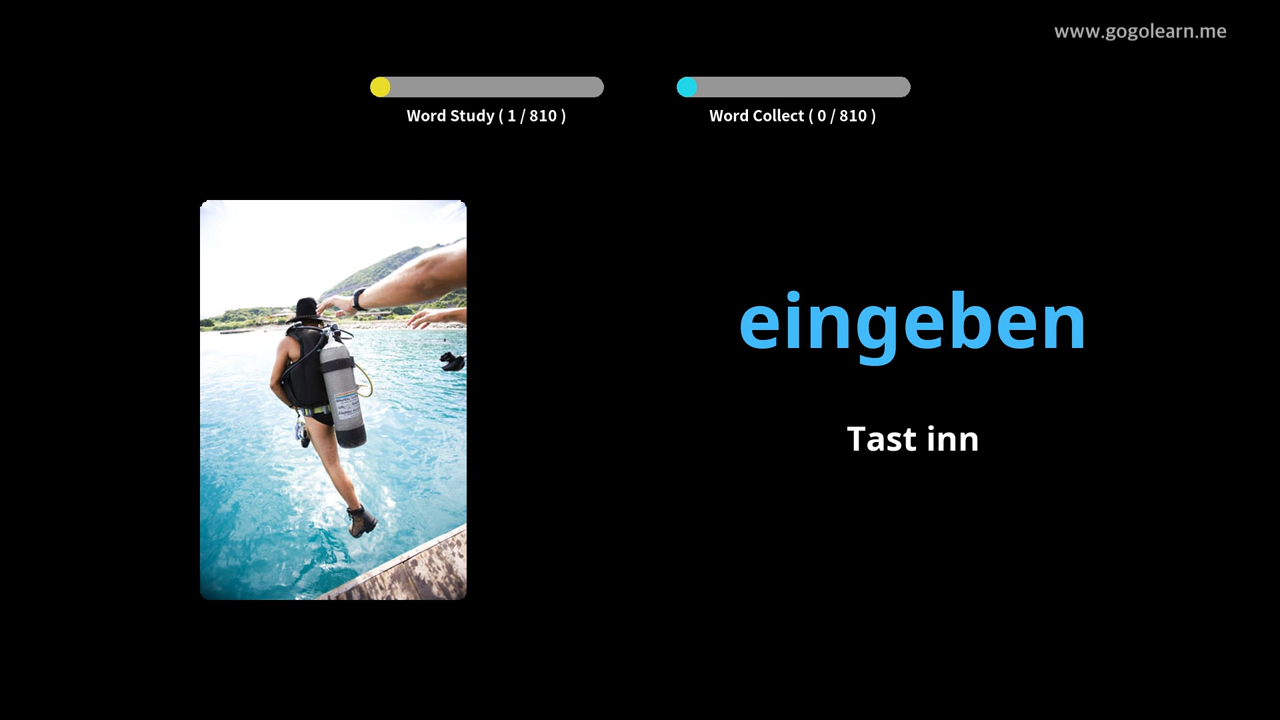 www.gogolearn.me
Word Study ( 1 / 810 )
Word Collect ( 0 / 810 )
eingeben
Tast inn